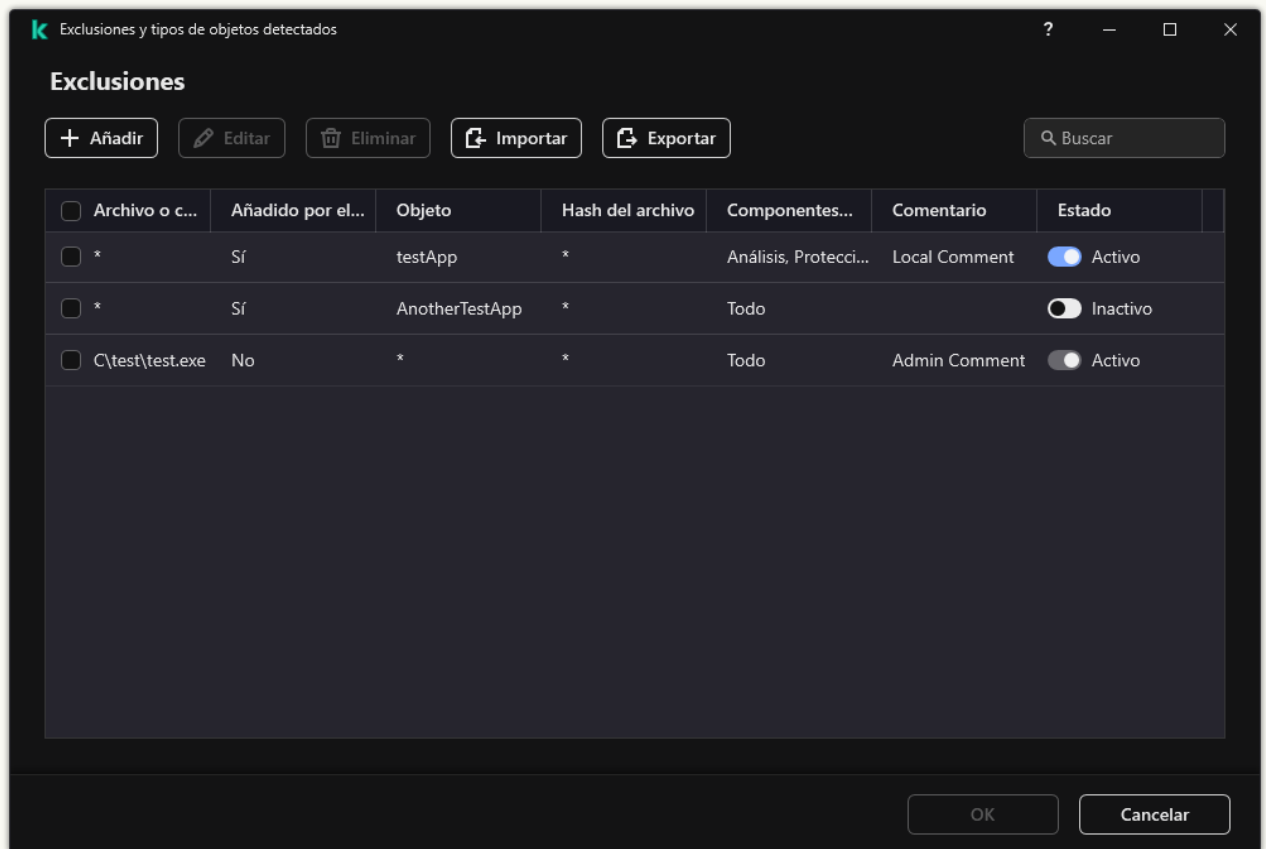 Exclusiones y tipos de objetos detectados ?
Exclusiones
Añadir Editar Eliminar Importar Exportar Buscar
Archivo o c... Añadido por el... Objeto Hash del archivo Componentes... Comentario Estado
* Sí testApp * Análisis, Protecci... Local Comment Activo
* Sí AnotherTestApp * Todo Inactivo
C\test\test.exe No * * Todo Admin Comment Activo
OK Cancelar